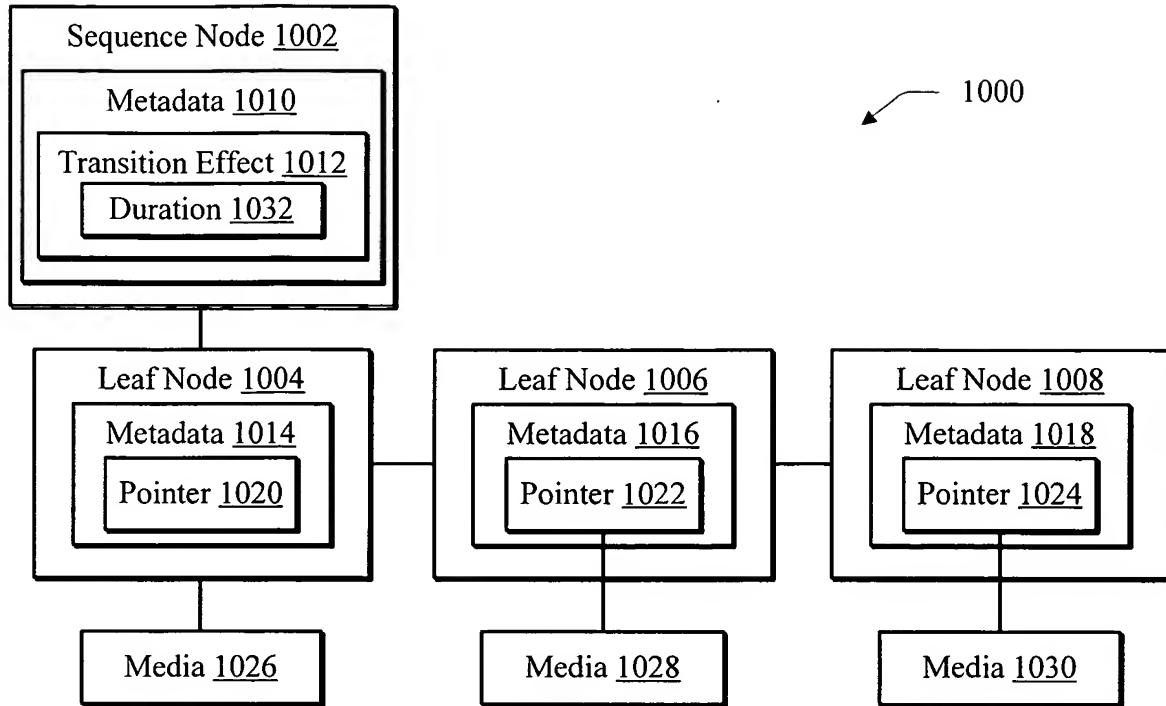 Sequence Node 1002
Metadata 1010
Transition Effect 1012
Duration 1032
1000
Leaf Node 1004
Metadata 1014
Pointer 1020
Leaf Node 1006
Metadata 1016
Pointer 1022
Leaf Node 1008
Metadata 1018
Pointer 1024
Media 1026
Media 1028
Media 1030